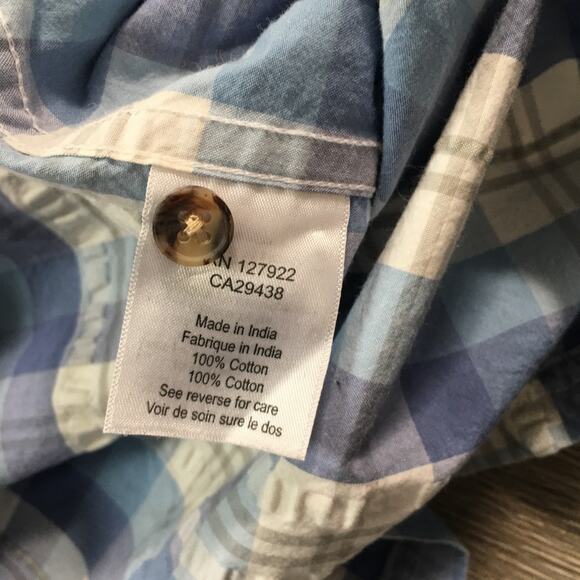 RN 127922
CA29438
Made in India
Fabrique in India
100% Cotton
100% Cotton
See reverse for care
Voir de soin sure le dos